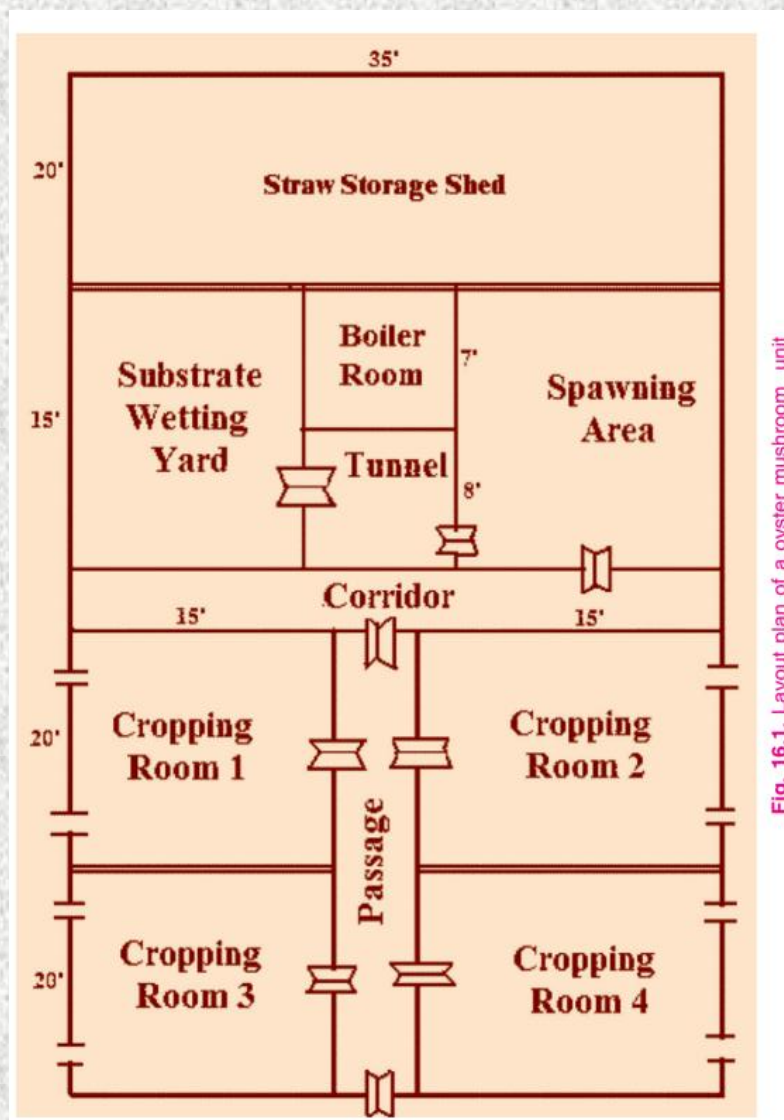 35'
20'
Straw Storage Shed
15'
Substrate
Wetting
Yard
Boiler
Room
7'
Tunnel
8'
Spawning
Area
Corridor
15'
15'
20'
Cropping
Room 1
Cropping
Room 2
Passage
20'
Cropping
Room 3
Cropping
Room 4
Fig. 16.1. Layout plan of a oyster mushroom unit